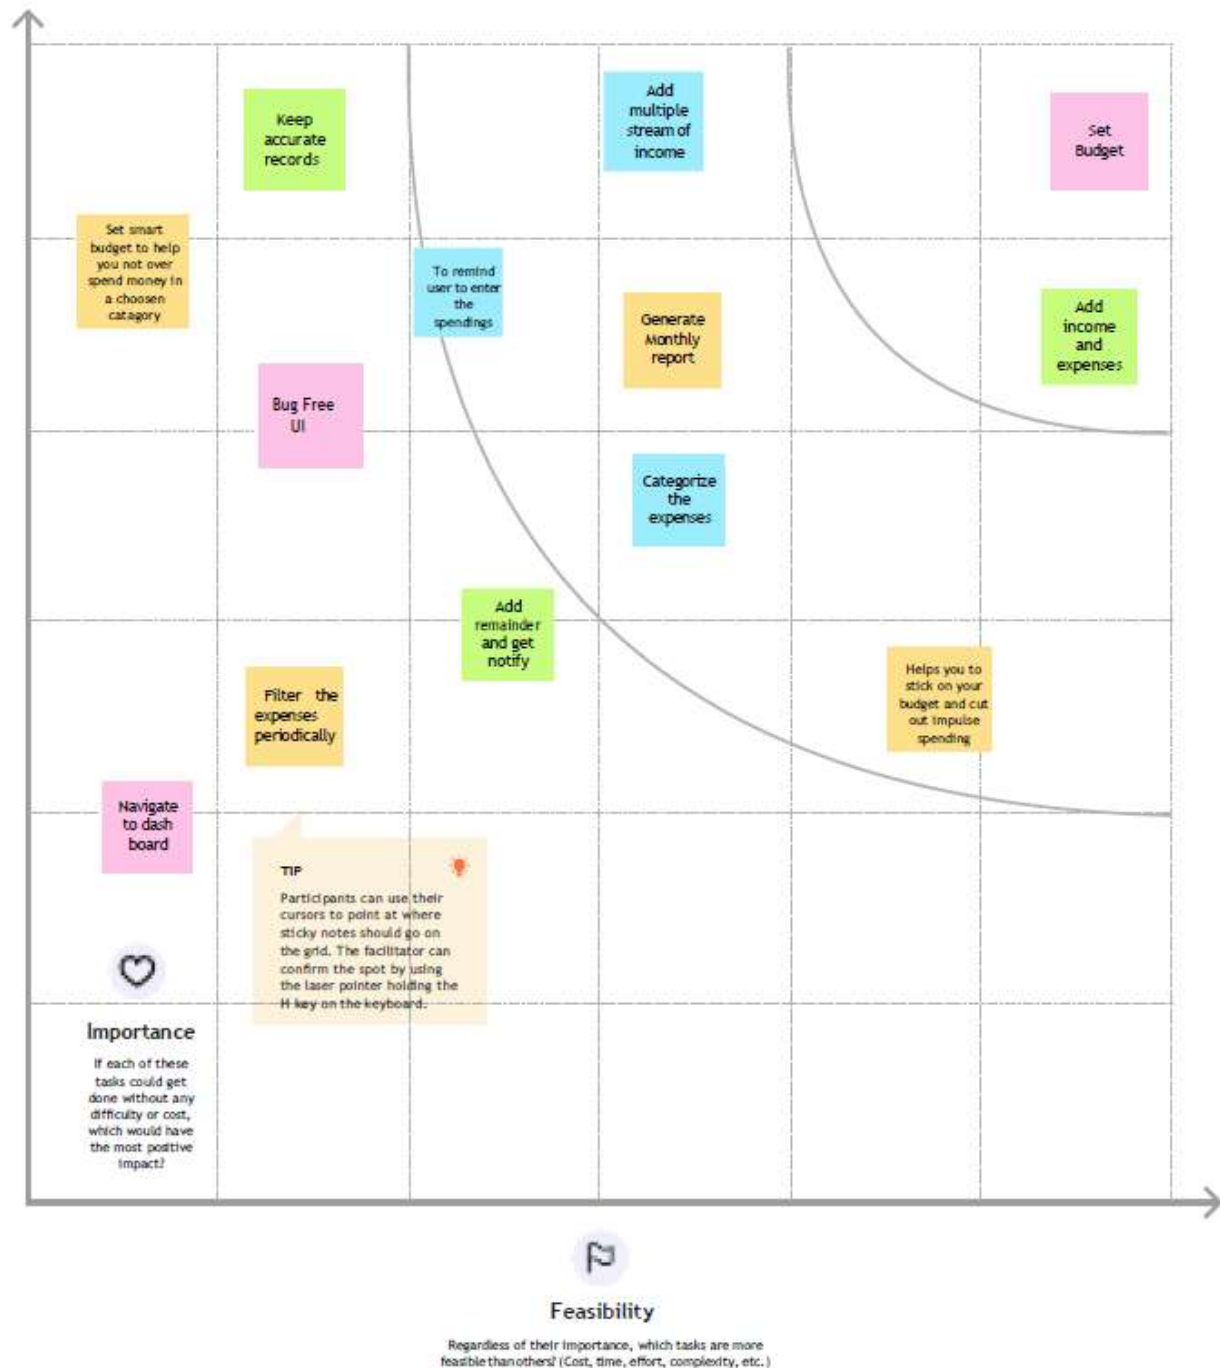 Keep
accurate
records
Add
multiple
stream of
income
Set
Budget
Set smart
budget to help
you not over
spend money in
a choosen
catagory
To remind
user to enter
the
spendings
Generate
Monthly
report
Add
income
and
expenses
Bug Free
UI
Categorize
the
expenses
Add
remainder
and get
notify
Filter the
expenses
periodically
Helps you to
stick on your
budget and cut
out impulse
spending
Navigate
to dash
board
TIP
Participants can use their
cursors to point at where
sticky notes should go on
the grid. The facilitator can
confirm the spot by using
the laser pointer holding the
H key on the keyboard.
Importance
If each of these
tasks could get
done without any
difficulty or cost,
which would have
the most positive
impact?
Feasibility
Regardless of their importance, which tasks are more
feasible than others? (Cost, time, effort, complexity, etc.)